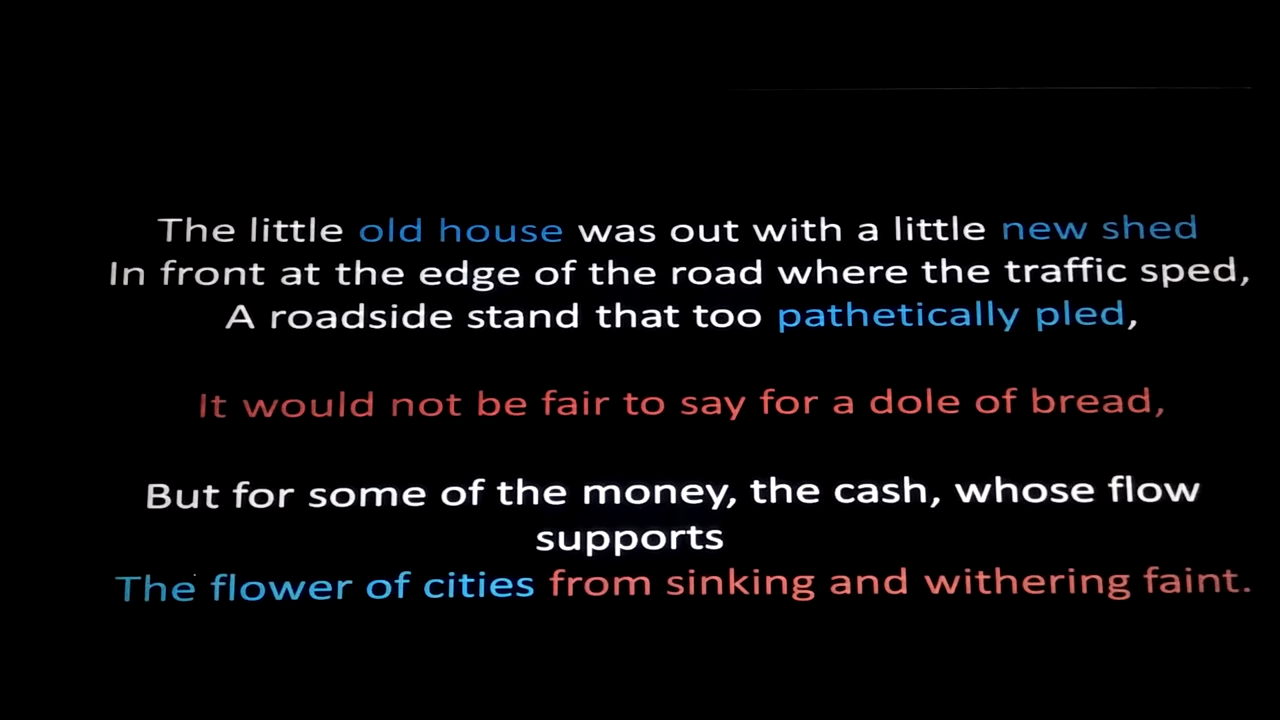 The little old house was out with a little new shed
In front at the edge of the road where the traffic sped,
A roadside stand that too pathetically pled,
It would not be fair to say for a dole of bread,
But for some of the money, the cash, whose flow
supports
The flower of cities from sinking and withering faint.